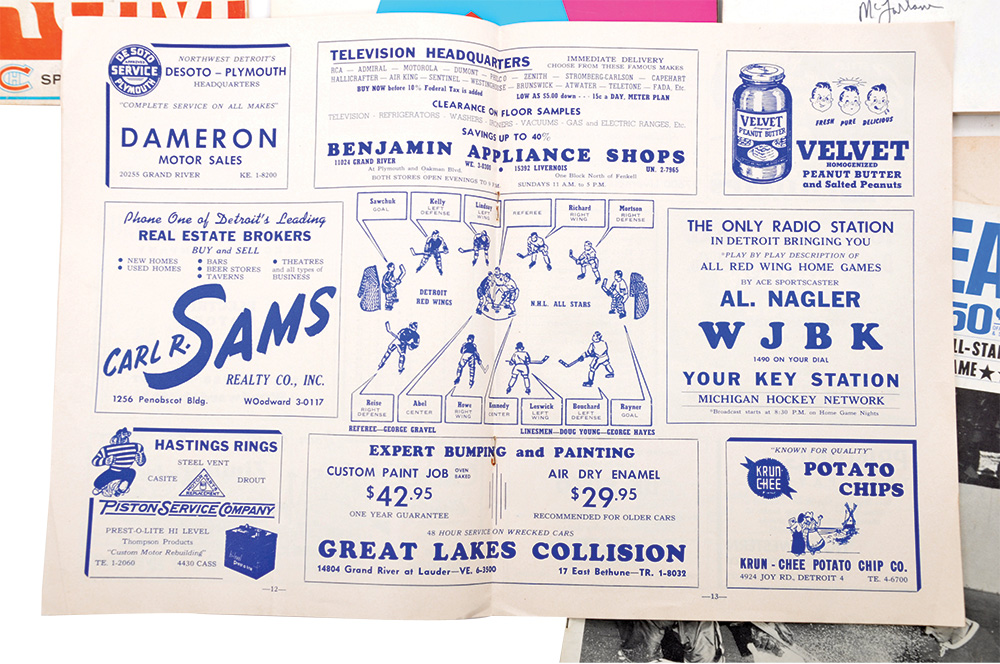 McFarlane
SP
DE SOTO
SERVICE
PLYMOUTH
NORTHWEST DETROIT'S
DESOTO – PLYMOUTH
HEADQUARTERS
"COMPLETE SERVICE ON ALL MAKES"
DAMERON
MOTOR SALES
20255 GRAND RIVER KE. 1-8200
TELEVISION HEADQUARTERS
IMMEDIATE DELIVERY
CHOOSE FROM THESE FAMOUS MAKES
RCA – ADMIRAL – MOTOROLA – DUMONT – PHILCO – ZENITH – STROMBERG-CARLSON – CAPEHART
HALLICRAFTER – AIR KING – SENTINEL – WESTINGHOUSE – BRUNSWICK – ATWATER – TELETONE – FADA, Etc.
BUY NOW before 10% Federal Tax is added LOW AS $5.00 down - - - 15c a DAY, METER PLAN
CLEARANCE ON FLOOR SAMPLES
TELEVISION - REFRIGERATORS - WASHERS - IRONERS - VACUUMS - GAS and ELECTRIC RANGES, Etc.
SAVINGS UP TO 40%
BENJAMIN APPLIANCE SHOPS
11024 GRAND RIVER WE. 3-8200 • 15392 LIVERNOIS UN. 2-7965
At Plymouth and Oakman Blvd. One Block North of Fenkell
BOTH STORES OPEN EVENINGS TO 9 P.M. SUNDAYS 11 A.M. to 5 P.M.
VELVET
PEANUT BUTTER
FRESH PURE DELICIOUS
VELVET
HOMOGENIZED
PEANUT BUTTER
and Salted Peanuts
Phone One of Detroit's Leading
REAL ESTATE BROKERS
BUY and SELL
• NEW HOMES
• USED HOMES
• BARS
• BEER STORES
• TAVERNS
• THEATRES
and all types of
BUSINESS
CARL R. SAMS
REALTY CO., INC.
1256 Penobscot Bldg. WOodward 3-0117
Sawchuk
GOAL
Kelly
LEFT
DEFENSE
Lindsay
LEFT
WING
REFEREE
Richard
RIGHT
WING
Mortson
RIGHT
DEFENSE
DETROIT
RED WINGS
N.H.L. ALL STARS
Reise
RIGHT
DEFENSE
Abel
CENTER
Howe
RIGHT
WING
Kennedy
CENTER
Leswick
LEFT
WING
Bouchard
LEFT
DEFENSE
Rayner
GOAL
REFEREE—GEORGE GRAVEL LINESMEN—DOUG YOUNG—GEORGE HAYES
THE ONLY RADIO STATION
IN DETROIT BRINGING YOU
"PLAY BY PLAY DESCRIPTION OF
ALL RED WING HOME GAMES
BY ACE SPORTSCASTER
AL. NAGLER
W J B K
1490 ON YOUR DIAL
YOUR KEY STATION
MICHIGAN HOCKEY NETWORK
*Broadcast starts at 8:30 P.M. on Home Game Nights
50¢
ALL-STAR
GAME★
HASTINGS RINGS
STEEL VENT
CASITE DROUT
REPLACEMENT
PISTON SERVICE COMPANY
PREST-O-LITE HI LEVEL
Thompson Products
"Custom Motor Rebuilding"
TE. 1-2060 4430 CASS
EXPERT BUMPING and PAINTING
CUSTOM PAINT JOB OVEN BAKED
$42.95
ONE YEAR GUARANTEE
AIR DRY ENAMEL
$29.95
RECOMMENDED FOR OLDER CARS
48 HOUR SERVICE ON WRECKED CARS
GREAT LAKES COLLISION
14804 Grand River at Lauder—VE. 6-3500 17 East Bethune—TR. 1-8032
"KNOWN FOR QUALITY"
KRUN
CHEE
POTATO
CHIPS
KRUN - CHEE POTATO CHIP CO.
4924 JOY RD., DETROIT 4 TE. 4-6700
—12—
—13—